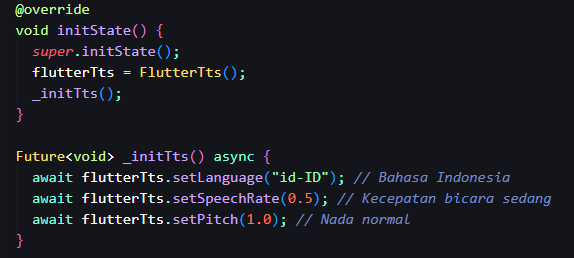 @override
void initState() {
  super.initState();
  flutterTts = FlutterTts();
  _initTts();
}

Future<void> _initTts() async {
  await flutterTts.setLanguage("id-ID"); // Bahasa Indonesia
  await flutterTts.setSpeechRate(0.5); // Kecepatan bicara sedang
  await flutterTts.setPitch(1.0); // Nada normal
}